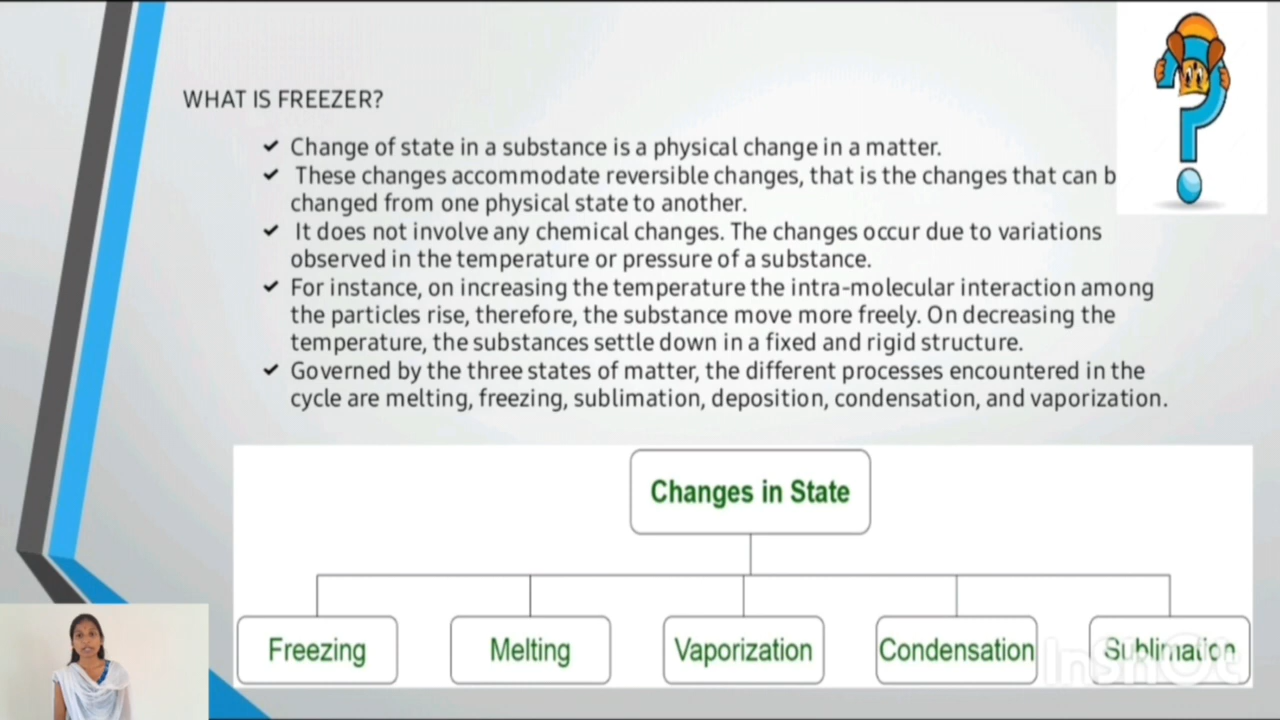 WHAT IS FREEZER?
Change of state in a substance is a physical change in a matter.
These changes accommodate reversible changes, that is the changes that can b
changed from one physical state to another.
It does not involve any chemical changes. The changes occur due to variations
observed in the temperature or pressure of a substance.
For instance, on increasing the temperature the intra-molecular interaction among
the particles rise, therefore, the substance move more freely. On decreasing the
temperature, the substances settle down in a fixed and rigid structure.
Governed by the three states of matter, the different processes encountered in the
cycle are melting, freezing, sublimation, deposition, condensation, and vaporization.
Changes in State
Freezing
Melting
Vaporization
Condensation
Sublimation
InShOt